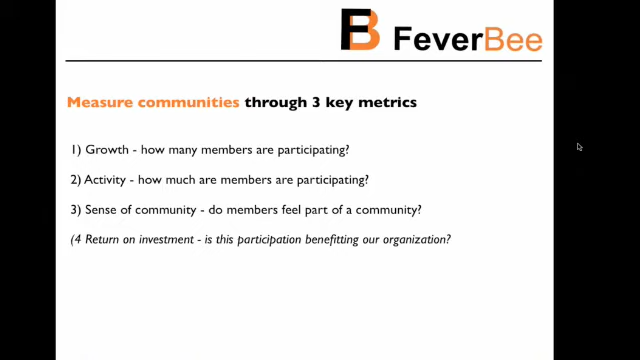 FB FeverBee
Measure communities through 3 key metrics
1) Growth - how many members are participating?
2) Activity - how much are members are participating?
3) Sense of community - do members feel part of a community?
(4 Return on investment - is this participation benefitting our organization?